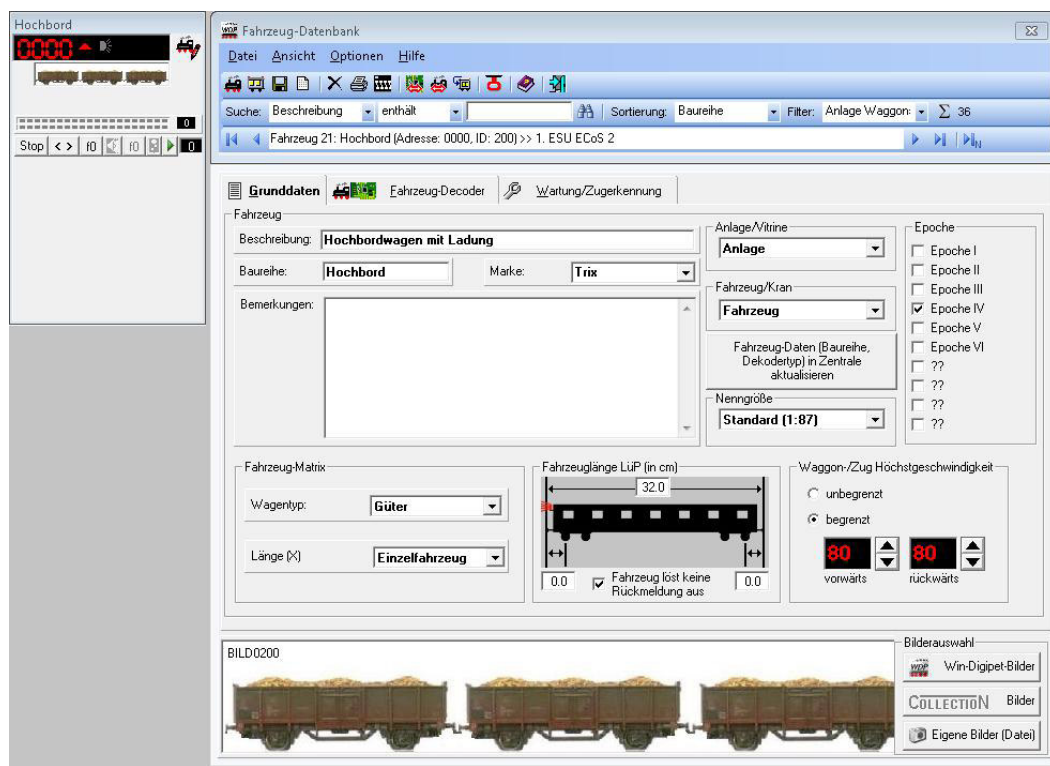 Hochbord
0000
0
Stop < > f0 f0 0
WDP Fahrzeug-Datenbank
Datei Ansicht Optionen Hilfe
Suche: Beschreibung enthält Sortierung: Baureihe Filter: Anlage Waggon: Σ 36
Fahrzeug 21: Hochbord (Adresse: 0000, ID: 200) >> 1. ESU ECoS 2
N
Grunddaten Fahrzeug-Decoder Wartung/Zugerkennung
Fahrzeug
Beschreibung: Hochbordwagen mit Ladung
Baureihe: Hochbord Marke: Trix
Bemerkungen:
Anlage/Vitrine
Anlage
Fahrzeug/Kran
Fahrzeug
Fahrzeug-Daten (Baureihe,
Dekodertyp) in Zentrale
aktualisieren
Nenngröße
Standard (1:87)
Epoche
Epoche I
Epoche II
Epoche III
Epoche IV
Epoche V
Epoche VI
??
??
??
??
Fahrzeug-Matrix
Wagentyp: Güter
Länge (X) Einzelfahrzeug
Fahrzeuglänge LüP (in cm)
32.0
0.0 Fahrzeug löst keine 0.0
Rückmeldung aus
Waggon-/Zug Höchstgeschwindigkeit
unbegrenzt
begrenzt
80 80
vorwärts rückwärts
BILD0200
Bilderauswahl
WDP Win-Digipet-Bilder
COLLECTION Bilder
Eigene Bilder (Datei)